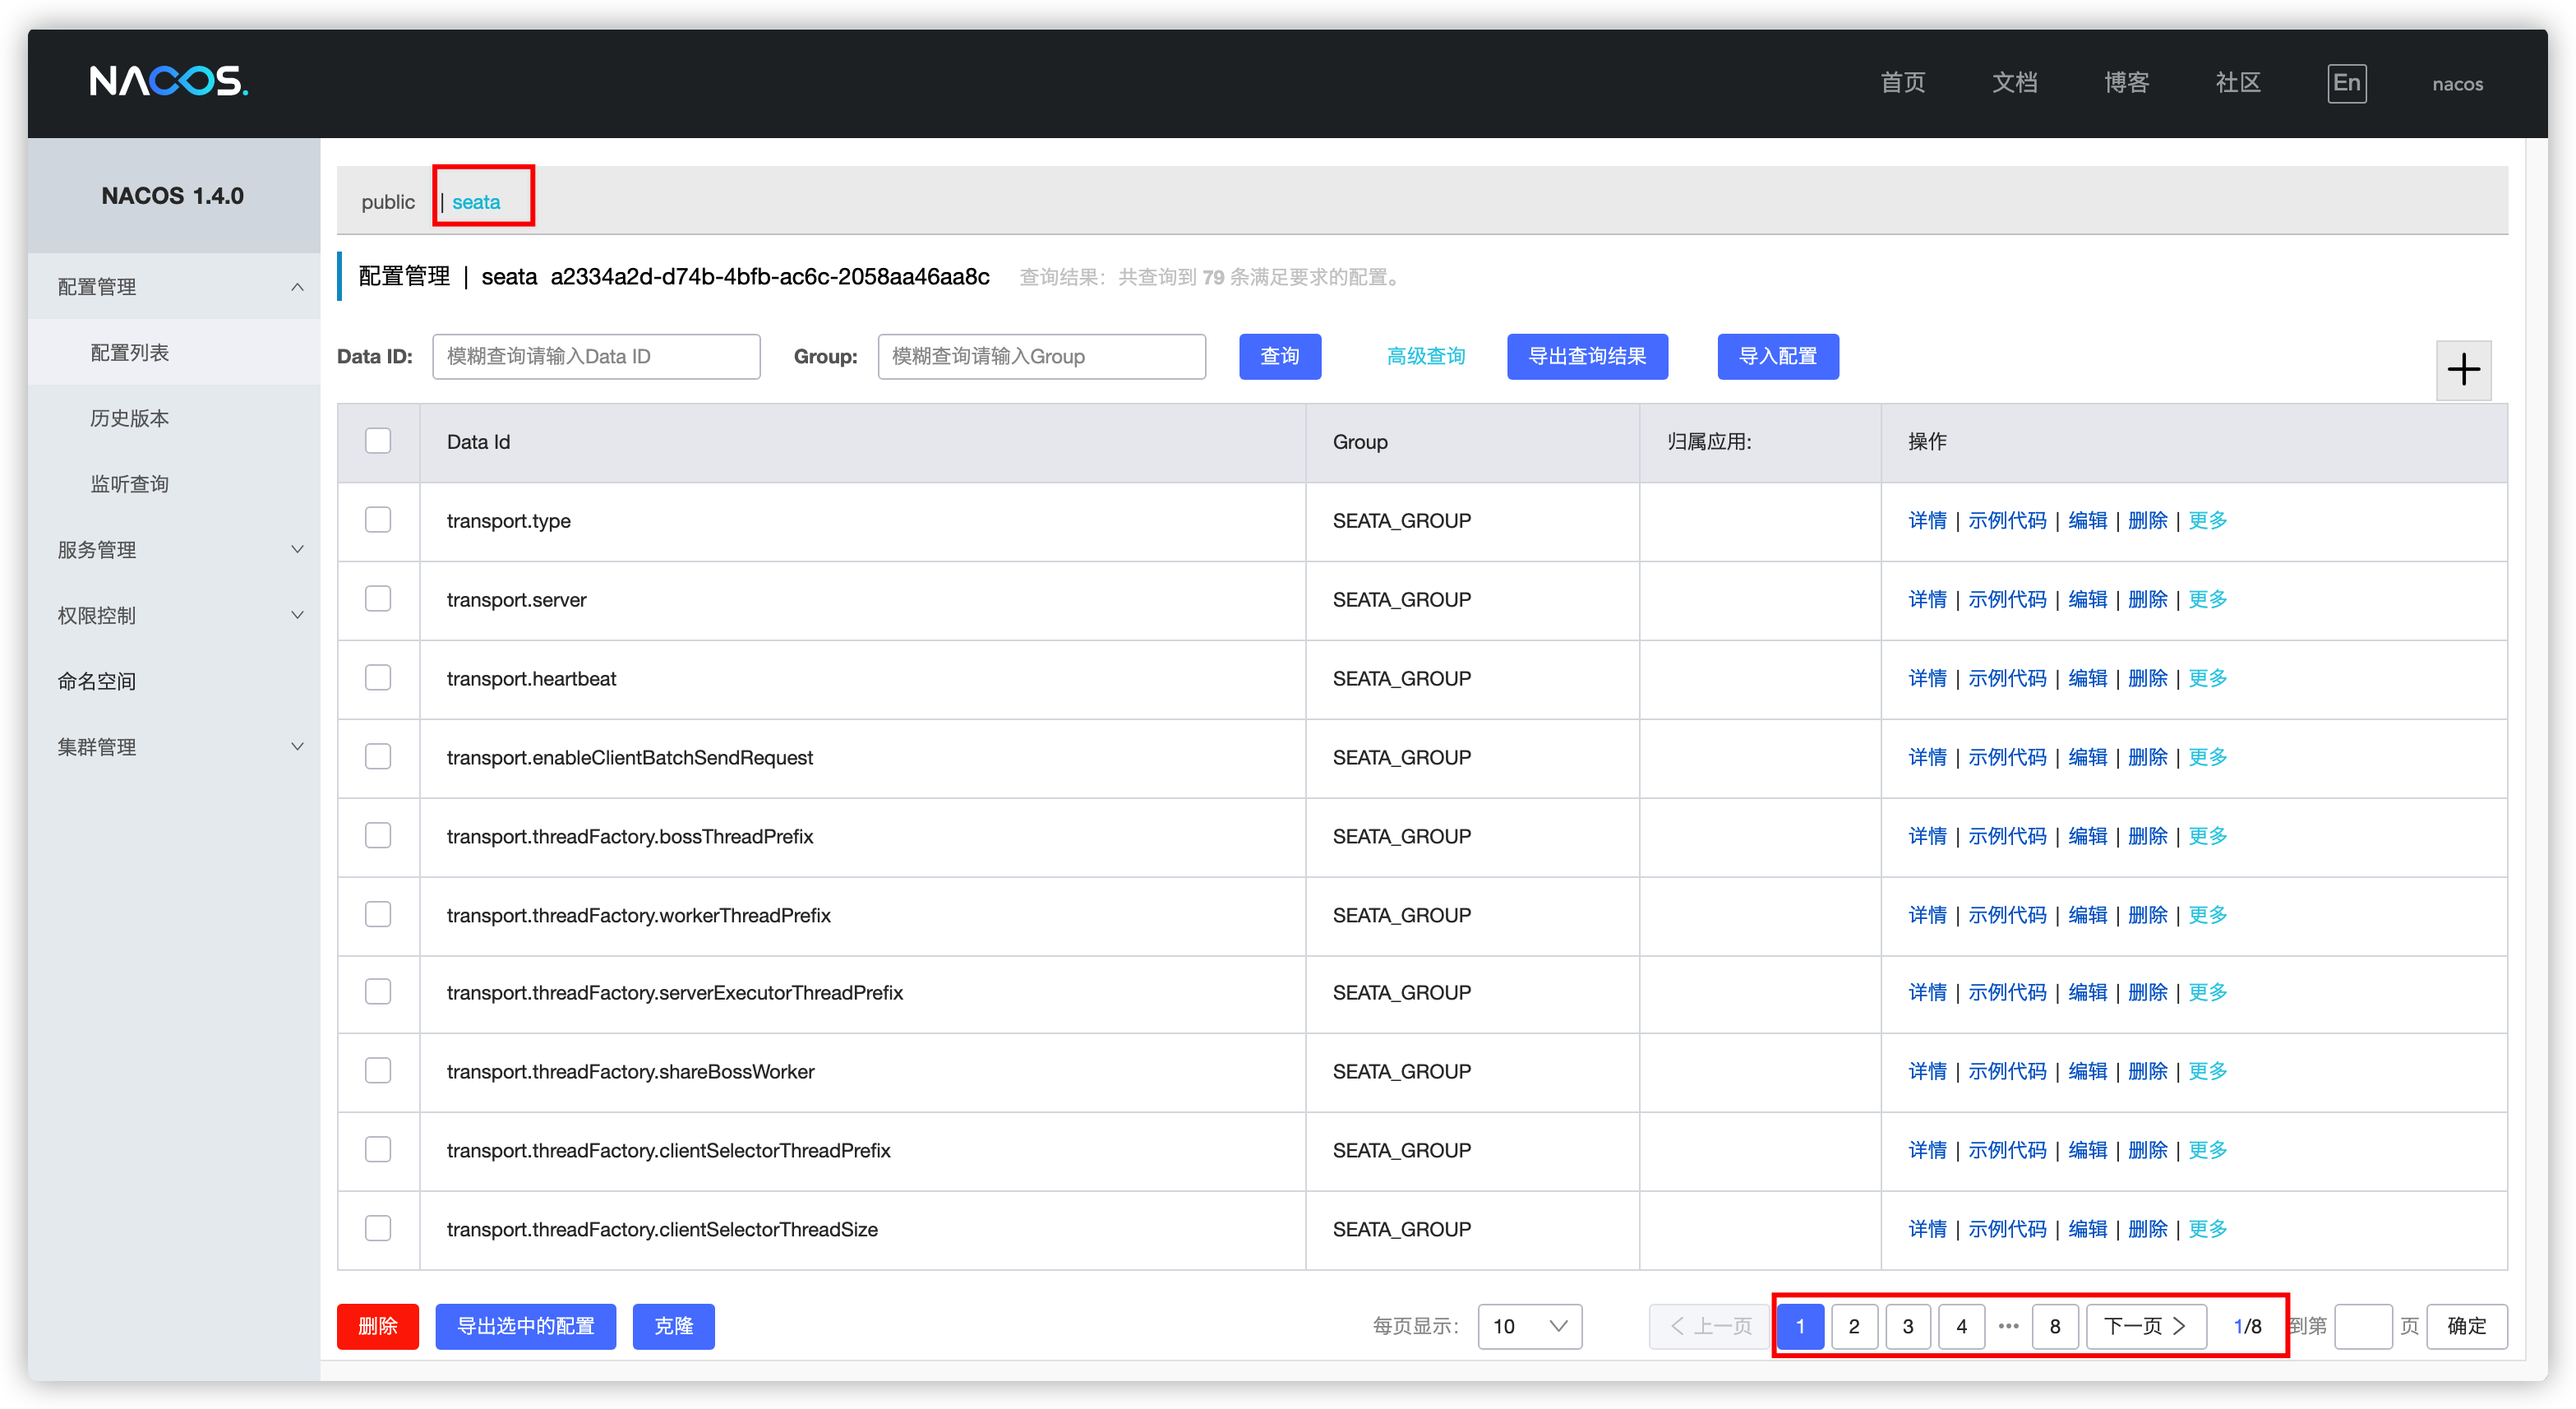 NACOS.
首页 文档 博客 社区 En nacos
NACOS 1.4.0
配置管理
配置列表
历史版本
监听查询
服务管理
权限控制
命名空间
集群管理
public | seata
配置管理 | seata a2334a2d-d74b-4bfb-ac6c-2058aa46aa8c 查询结果：共查询到 79 条满足要求的配置。
Data ID: 模糊查询请输入Data ID Group: 模糊查询请输入Group 查询 高级查询 导出查询结果 导入配置
Data Id Group 归属应用: 操作
transport.type SEATA_GROUP 详情 | 示例代码 | 编辑 | 删除 | 更多
transport.server SEATA_GROUP 详情 | 示例代码 | 编辑 | 删除 | 更多
transport.heartbeat SEATA_GROUP 详情 | 示例代码 | 编辑 | 删除 | 更多
transport.enableClientBatchSendRequest SEATA_GROUP 详情 | 示例代码 | 编辑 | 删除 | 更多
transport.threadFactory.bossThreadPrefix SEATA_GROUP 详情 | 示例代码 | 编辑 | 删除 | 更多
transport.threadFactory.workerThreadPrefix SEATA_GROUP 详情 | 示例代码 | 编辑 | 删除 | 更多
transport.threadFactory.serverExecutorThreadPrefix SEATA_GROUP 详情 | 示例代码 | 编辑 | 删除 | 更多
transport.threadFactory.shareBossWorker SEATA_GROUP 详情 | 示例代码 | 编辑 | 删除 | 更多
transport.threadFactory.clientSelectorThreadPrefix SEATA_GROUP 详情 | 示例代码 | 编辑 | 删除 | 更多
transport.threadFactory.clientSelectorThreadSize SEATA_GROUP 详情 | 示例代码 | 编辑 | 删除 | 更多
删除 导出选中的配置 克隆 每页显示： 10 上一页 1 2 3 4 ••• 8 下一页 1/8 到第 页 确定